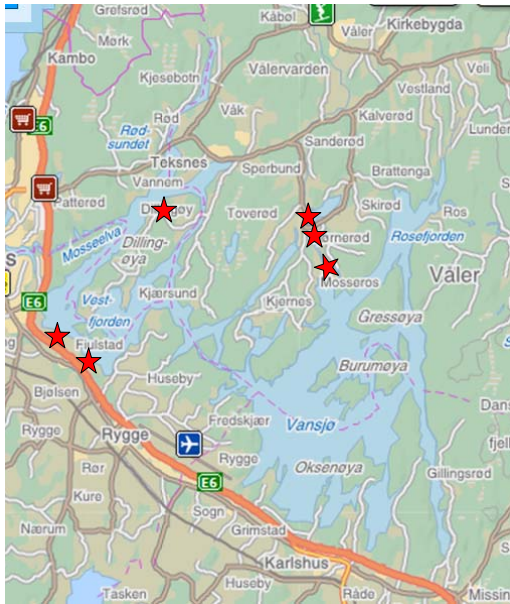 Grefsrød
Kåbøl
Våler
Kirkebygda
Mørk
Kambo
Kjesebotn
Vålervarden
Veli
Vestland
E6
Rød
Våk
Kalverød
Rød-
sundet
Sanderød
Lunder
Teksnes
Sperbund
Brattenga
Vannem
Patterød
Toverød
Skirød
Ros
Mosseelva
Dilling-
øya
Rosefjorden
Våler
Mosseros
E6
Vest-
fjorden
Kjærsund
Kjernes
Gressøya
Fjulstad
Huseby
Burumøya
Bjølsen
Fredskjær
Vansjø
Dans
Rygge
Rygge
fjell
Rygge
Oksenøya
Rør
E6
Gillingsrød
Kure
Sogn
Nærum
Grimstad
Karlshus
Huseby
Råde
Missin
Tasken